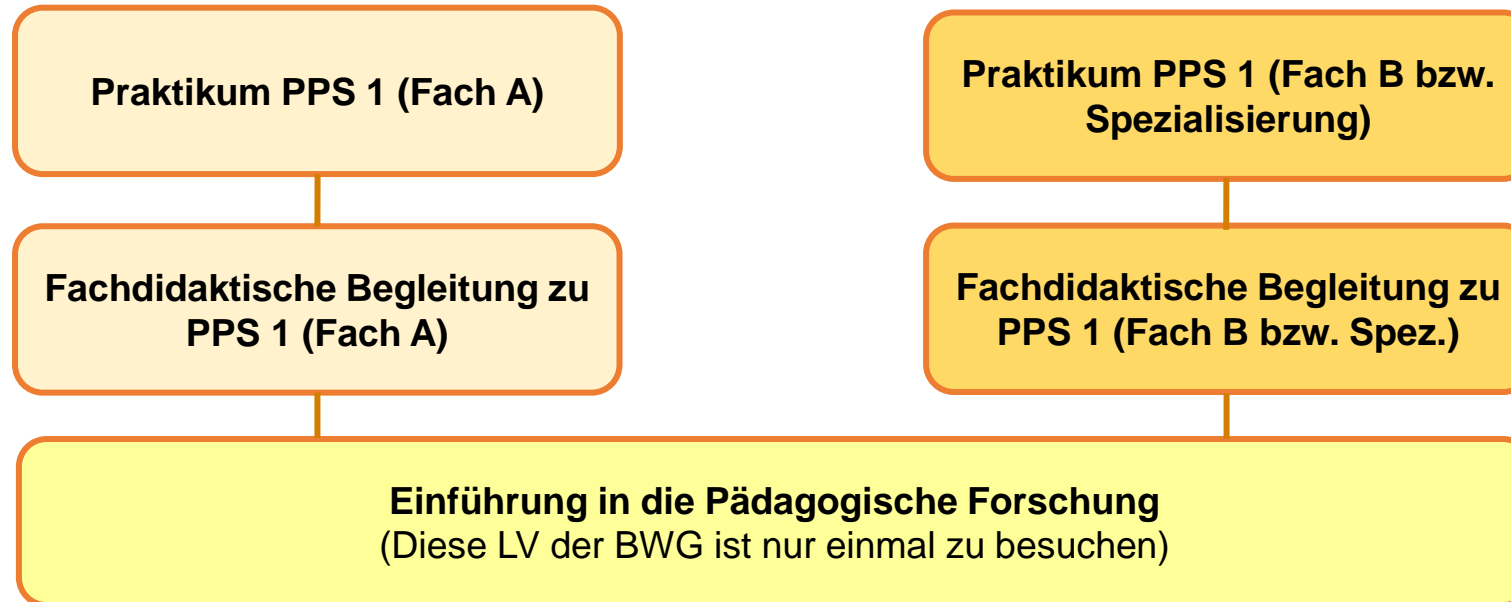 Praktikum PPS 1 (Fach A)
Praktikum PPS 1 (Fach B bzw.
Spezialisierung)
Fachdidaktische Begleitung zu
PPS 1 (Fach A)
Fachdidaktische Begleitung zu
PPS 1 (Fach B bzw. Spez.)
Einführung in die Pädagogische Forschung
(Diese LV der BWG ist nur einmal zu besuchen)